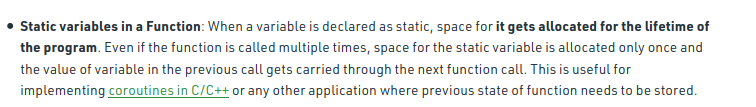 • Static variables in a Function: When a variable is declared as static, space for it gets allocated for the lifetime of
the program. Even if the function is called multiple times, space for the static variable is allocated only once and
the value of variable in the previous call gets carried through the next function call. This is useful for
implementing coroutines in C/C++ or any other application where previous state of function needs to be stored.